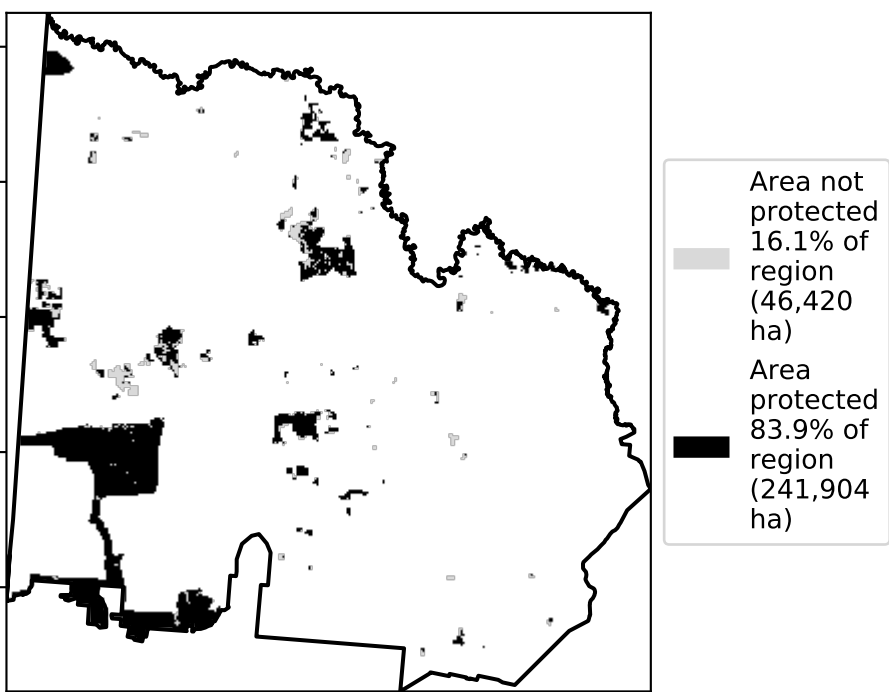 Area not
protected
16.1% of
region
(46,420
ha)
Area
protected
83.9% of
region
(241,904
ha)